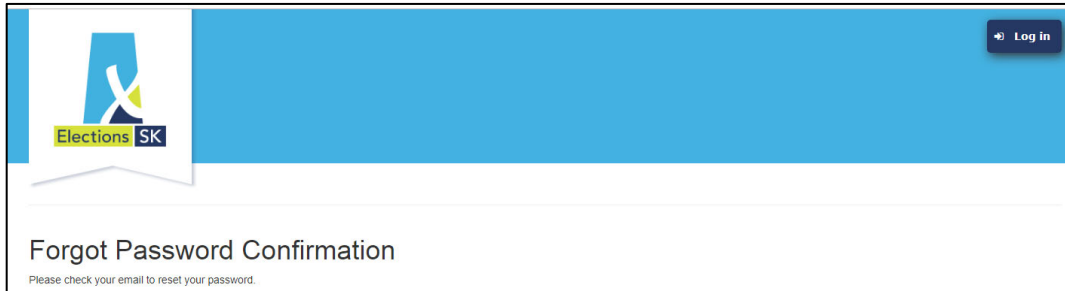 Log in
Elections SK
Forgot Password Confirmation
Please check your email to reset your password.